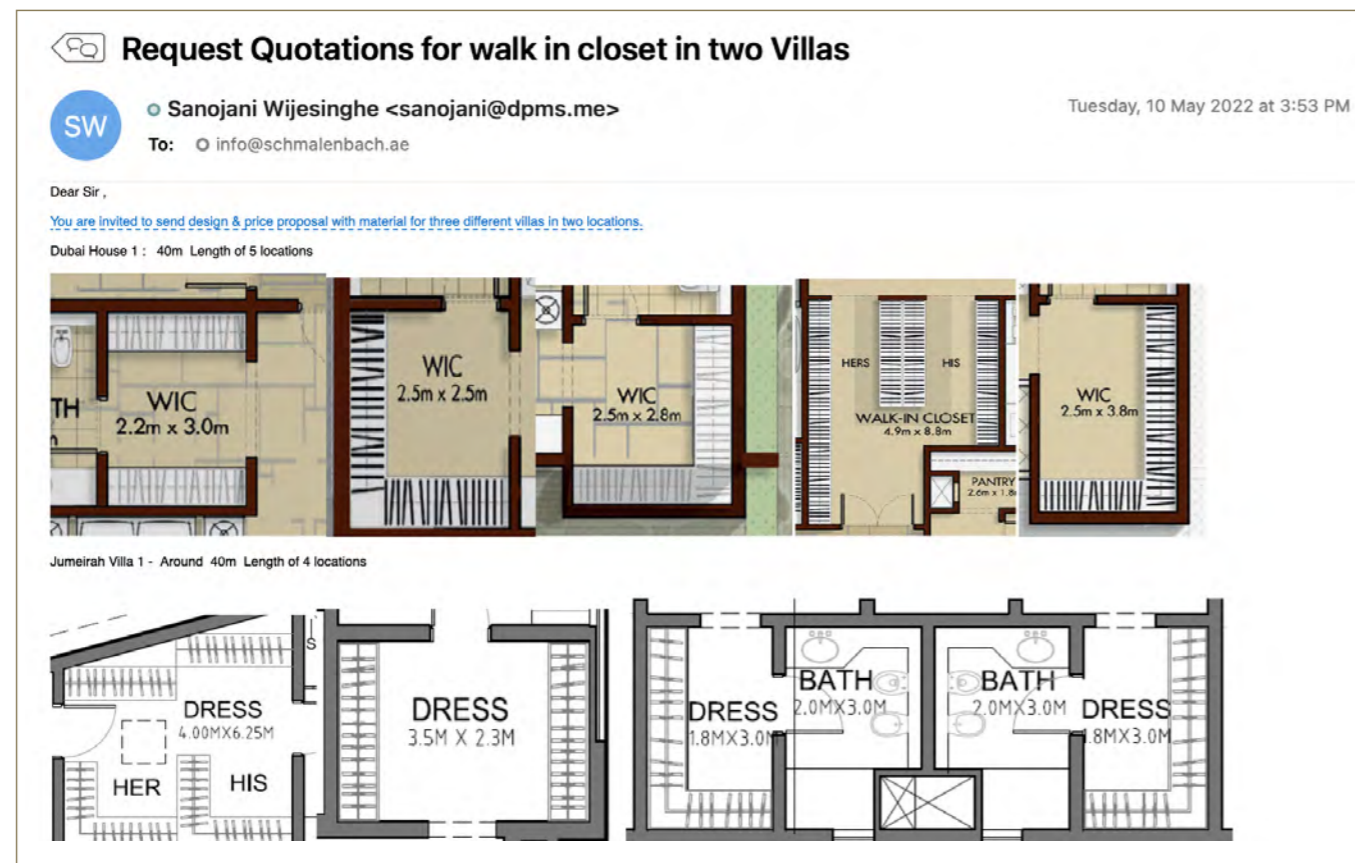 Request Quotations for walk in closet in two Villas
SW
Sanojani Wijesinghe <sanojani@dpms.me>
Tuesday, 10 May 2022 at 3:53 PM
To: info@schmalenbach.ae
Dear Sir ,
You are invited to send design & price proposal with material for three different villas in two locations.
Dubai House 1 : 40m Length of 5 locations
TH
WIC
2.2m x 3.0m
WIC
2.5m x 2.5m
WIC
2.5m x 2.8m
HERS
HIS
WALK-IN CLOSET
4.9m x 8.8m
PANTRY
2.6m x 1.8
WIC
2.5m x 3.8m
Jumeirah Villa 1 - Around 40m Length of 4 locations
S
DRESS
4.00MX6.25M
HER
HIS
DRESS
3.5M X 2.3M
DRESS
1.8MX3.0M
BATH
2.0MX3.0M
BATH
2.0MX3.0M
DRESS
1.8MX3.0M